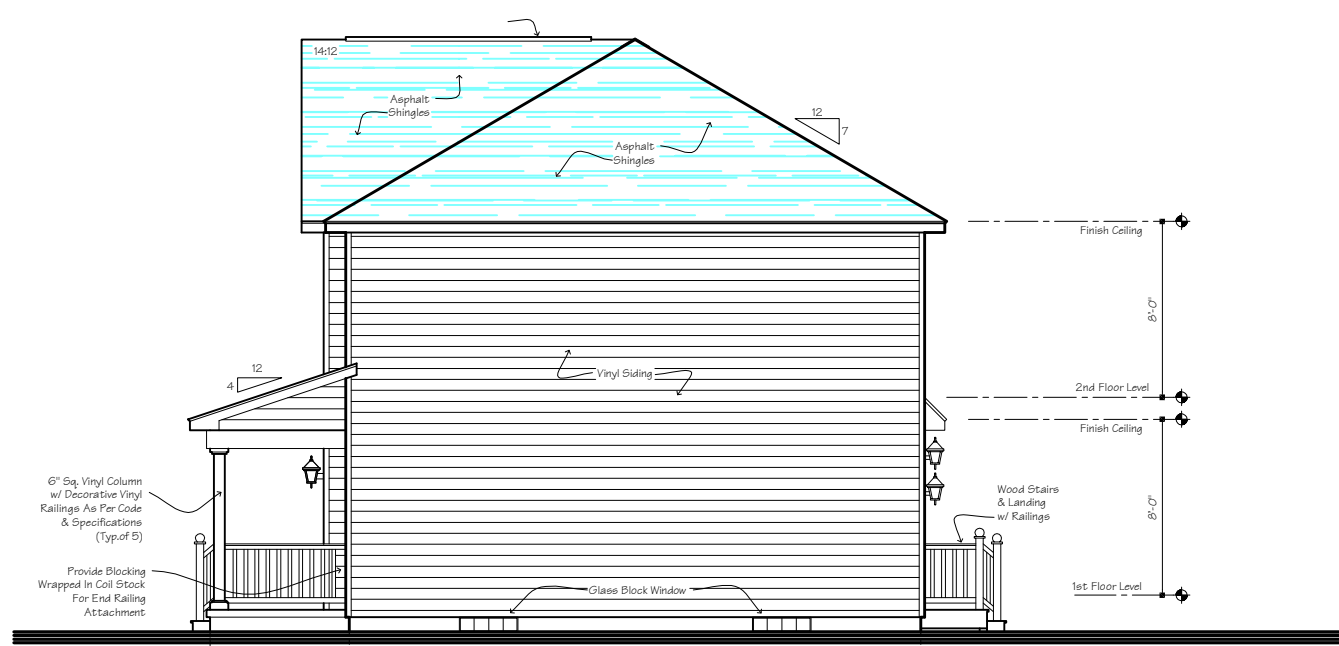 14:12
Asphalt
Shingles
12
7
Asphalt
Shingles
Finish Ceiling
8'-0"
Vinyl Siding
12
4
2nd Floor Level
Finish Ceiling
6" Sq. Vinyl Column
w/ Decorative Vinyl
Railings As Per Code
& Specifications
(Typ.of 5)
Wood Stairs
& Landing
w/ Railings
8'-0"
Provide Blocking
Wrapped In Coil Stock
For End Railing
Attachment
Glass Block Window
1st Floor Level